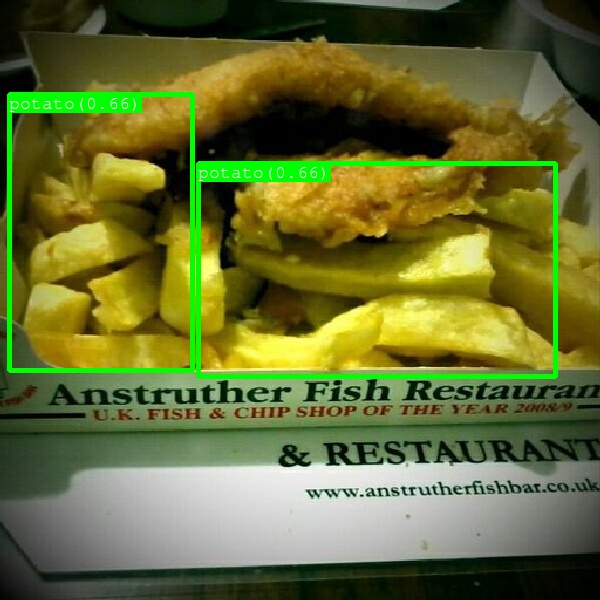 potato(0.66)
potato(0.66)
Anstruther Fish Restauran
U.K. FISH & CHIP SHOP OF THE YEAR 2008/9
& RESTAURANT
www.anstrutherfishbar.co.uk